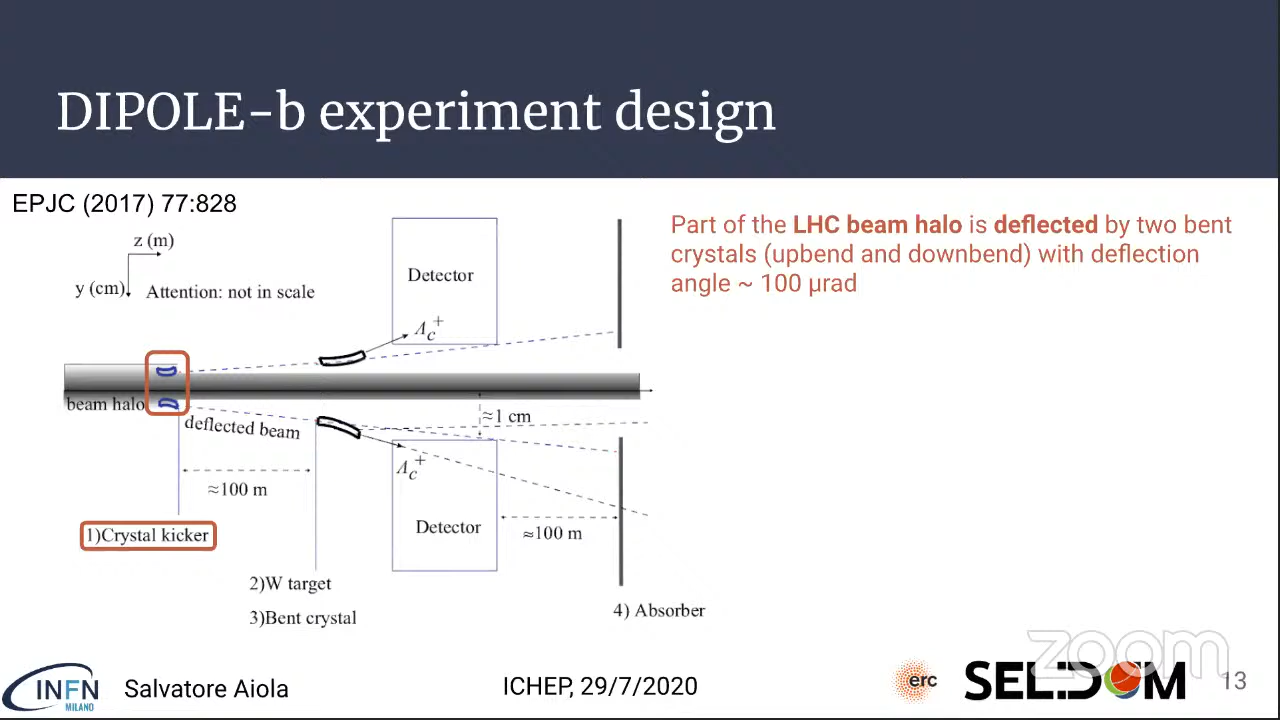 DIPOLE-b experiment design
EPJC (2017) 77:828
z (m)
y (cm)
Attention: not in scale
Detector
Λc+
beam halo
deflected beam
≈1 cm
Λc+
≈100 m
Detector
≈100 m
1)Crystal kicker
2)W target
3)Bent crystal
4) Absorber
Part of the LHC beam halo is deflected by two bent
crystals (upbend and downbend) with deflection
angle ~ 100 μrad
zoom
INFN
MILANO
Salvatore Aiola
ICHEP, 29/7/2020
erc
SELDOM
13